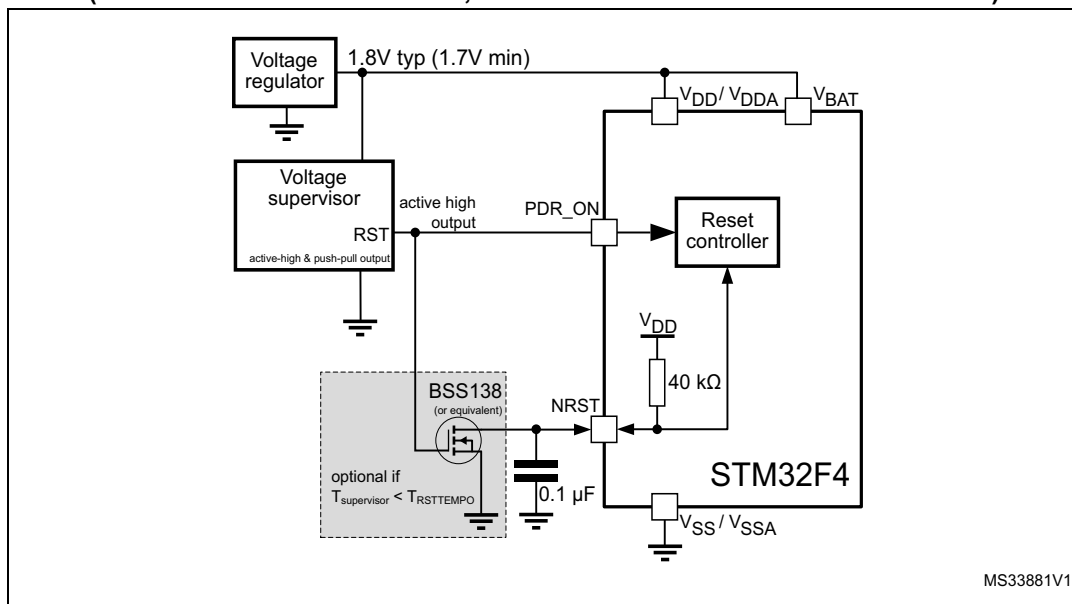 Voltage
regulator
1.8V typ (1.7V min)
VDD / VDDA
VBAT
Voltage
supervisor
RST
active-high & push-pull output
active high
output
PDR_ON
Reset
controller
VDD
40 kΩ
BSS138
(or equivalent)
NRST
optional if
Tsupervisor < TRSTTEMPO
0.1 µF
STM32F4
VSS / VSSA
MS33881V1